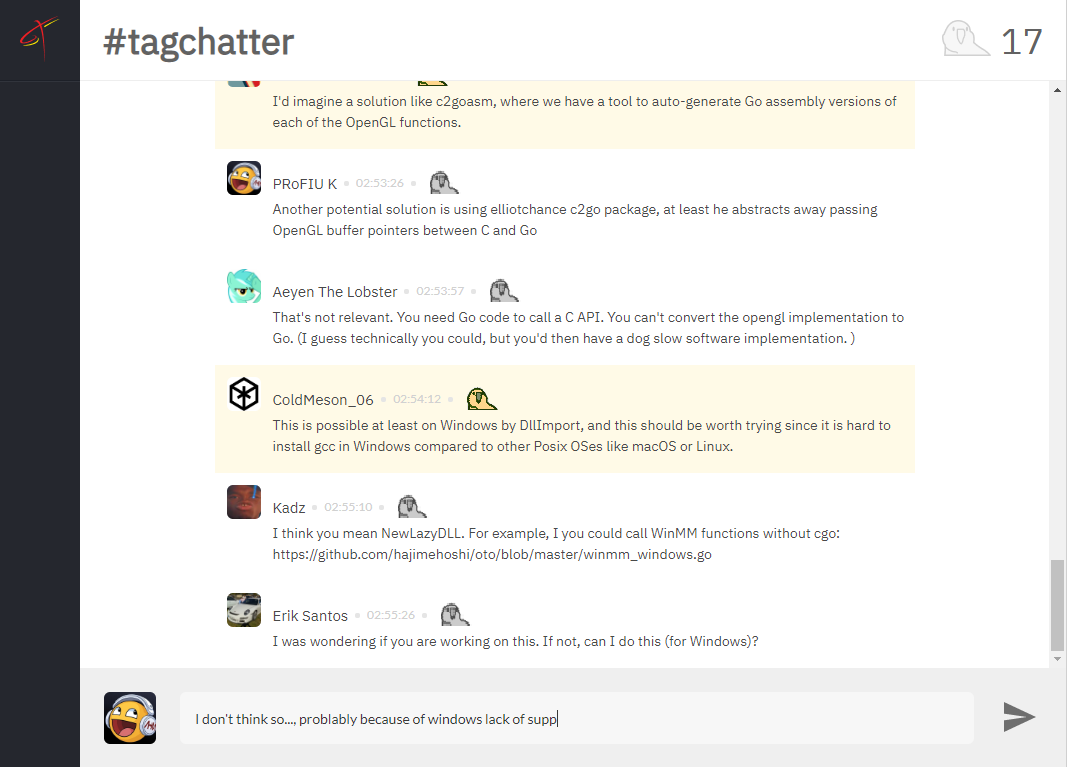 #tagchatter
17
I'd imagine a solution like c2goasm, where we have a tool to auto-generate Go assembly versions of
each of the OpenGL functions.
PRoFIU K • 02:53:26 •
Another potential solution is using elliotchance c2go package, at least he abstracts away passing
OpenGL buffer pointers between C and Go
Aeyen The Lobster • 02:53:57 •
That's not relevant. You need Go code to call a C API. You can't convert the opengl implementation to
Go. (I guess technically you could, but you'd then have a dog slow software implementation. )
ColdMeson_06 • 02:54:12 •
This is possible at least on Windows by DllImport, and this should be worth trying since it is hard to
install gcc in Windows compared to other Posix OSes like macOS or Linux.
Kadz • 02:55:10 •
I think you mean NewLazyDLL. For example, I you could call WinMM functions without cgo:
https://github.com/hajimehoshi/oto/blob/master/winmm_windows.go
Erik Santos • 02:55:26 •
I was wondering if you are working on this. If not, can I do this (for Windows)?
I don't think so..., problably because of windows lack of supp